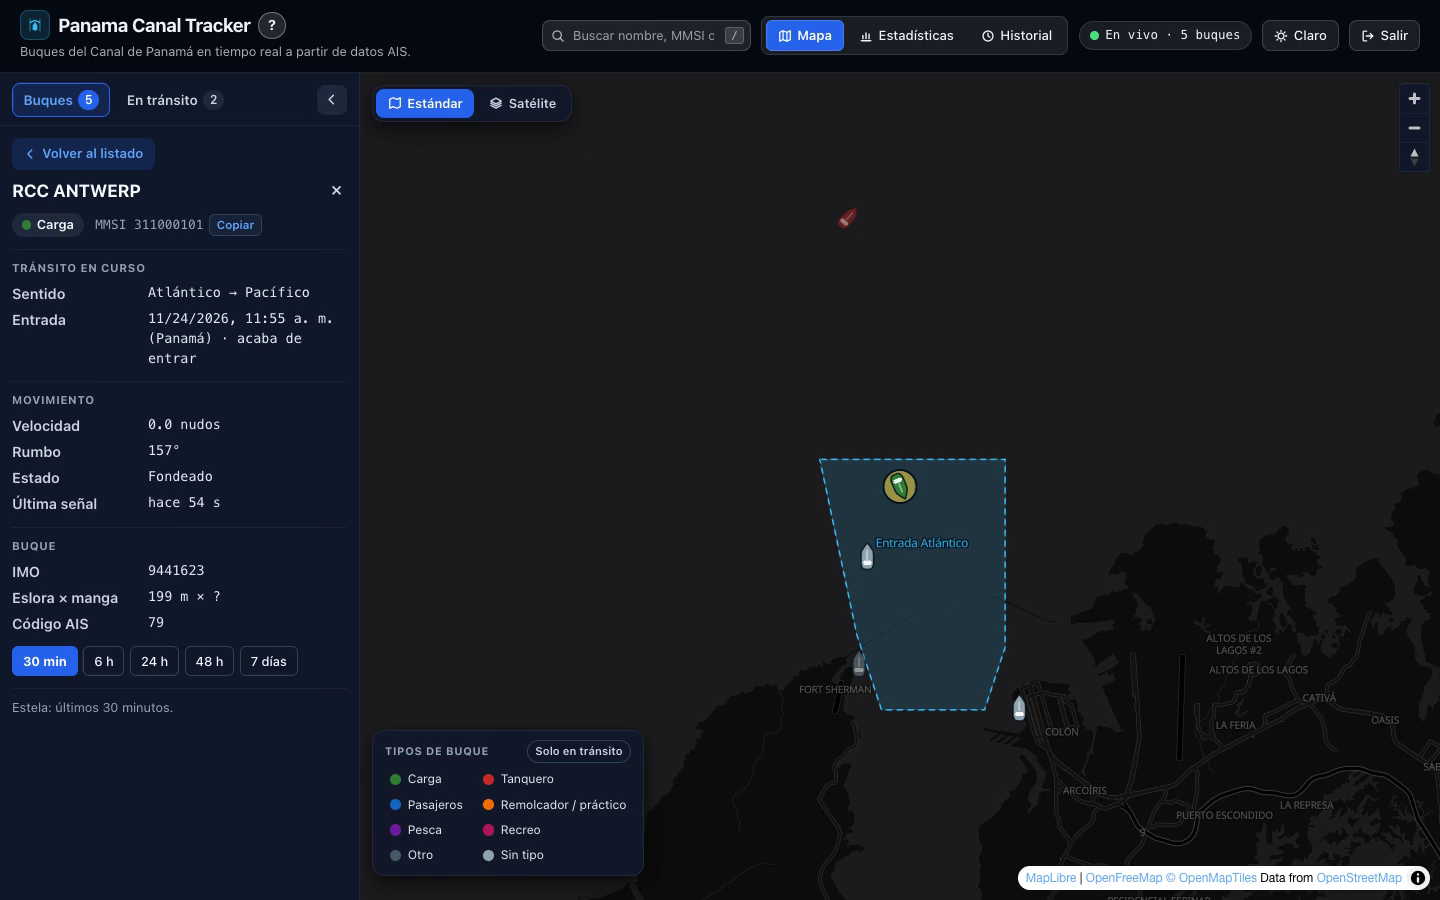 Panama Canal Tracker ?
Buques del Canal de Panamá en tiempo real a partir de datos AIS.
Buscar nombre, MMSI c /
Mapa
Estadísticas
Historial
En vivo · 5 buques
Claro
Salir
Buques 5
En tránsito 2
Estándar
Satélite
Volver al listado
RCC ANTWERP
Carga
MMSI 311000101
Copiar
TRÁNSITO EN CURSO
Sentido Atlántico → Pacífico
Entrada 11/24/2026, 11:55 a. m.
(Panamá) · acaba de
entrar
MOVIMIENTO
Velocidad 0.0 nudos
Rumbo 157°
Estado Fondeado
Última señal hace 54 s
BUQUE
IMO 9441623
Eslora × manga 199 m × ?
Código AIS 79
30 min
6 h
24 h
48 h
7 días
Estela: últimos 30 minutos.
Entrada Atlántico
ALTOS DE LOS
LAGOS #2
ALTOS DE LOS LAGOS
FORT SHERMAN
CATIVÁ
OASIS
LA FERIA
COLÓN
ARCOÍRIS
LA REPRESA
PUERTO ESCONDIDO
9
SAB
TIPOS DE BUQUE
Solo en tránsito
Carga
Tanquero
Pasajeros
Remolcador / práctico
Pesca
Recreo
Otro
Sin tipo
MapLibre | OpenFreeMap © OpenMapTiles Data from OpenStreetMap